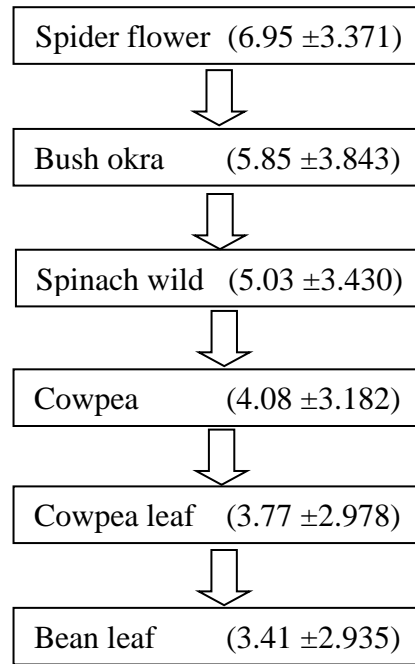 Spider flower (6.95 ±3.371)
Bush okra (5.85 ±3.843)
Spinach wild (5.03 ±3.430)
Cowpea (4.08 ±3.182)
Cowpea leaf (3.77 ±2.978)
Bean leaf (3.41 ±2.935)